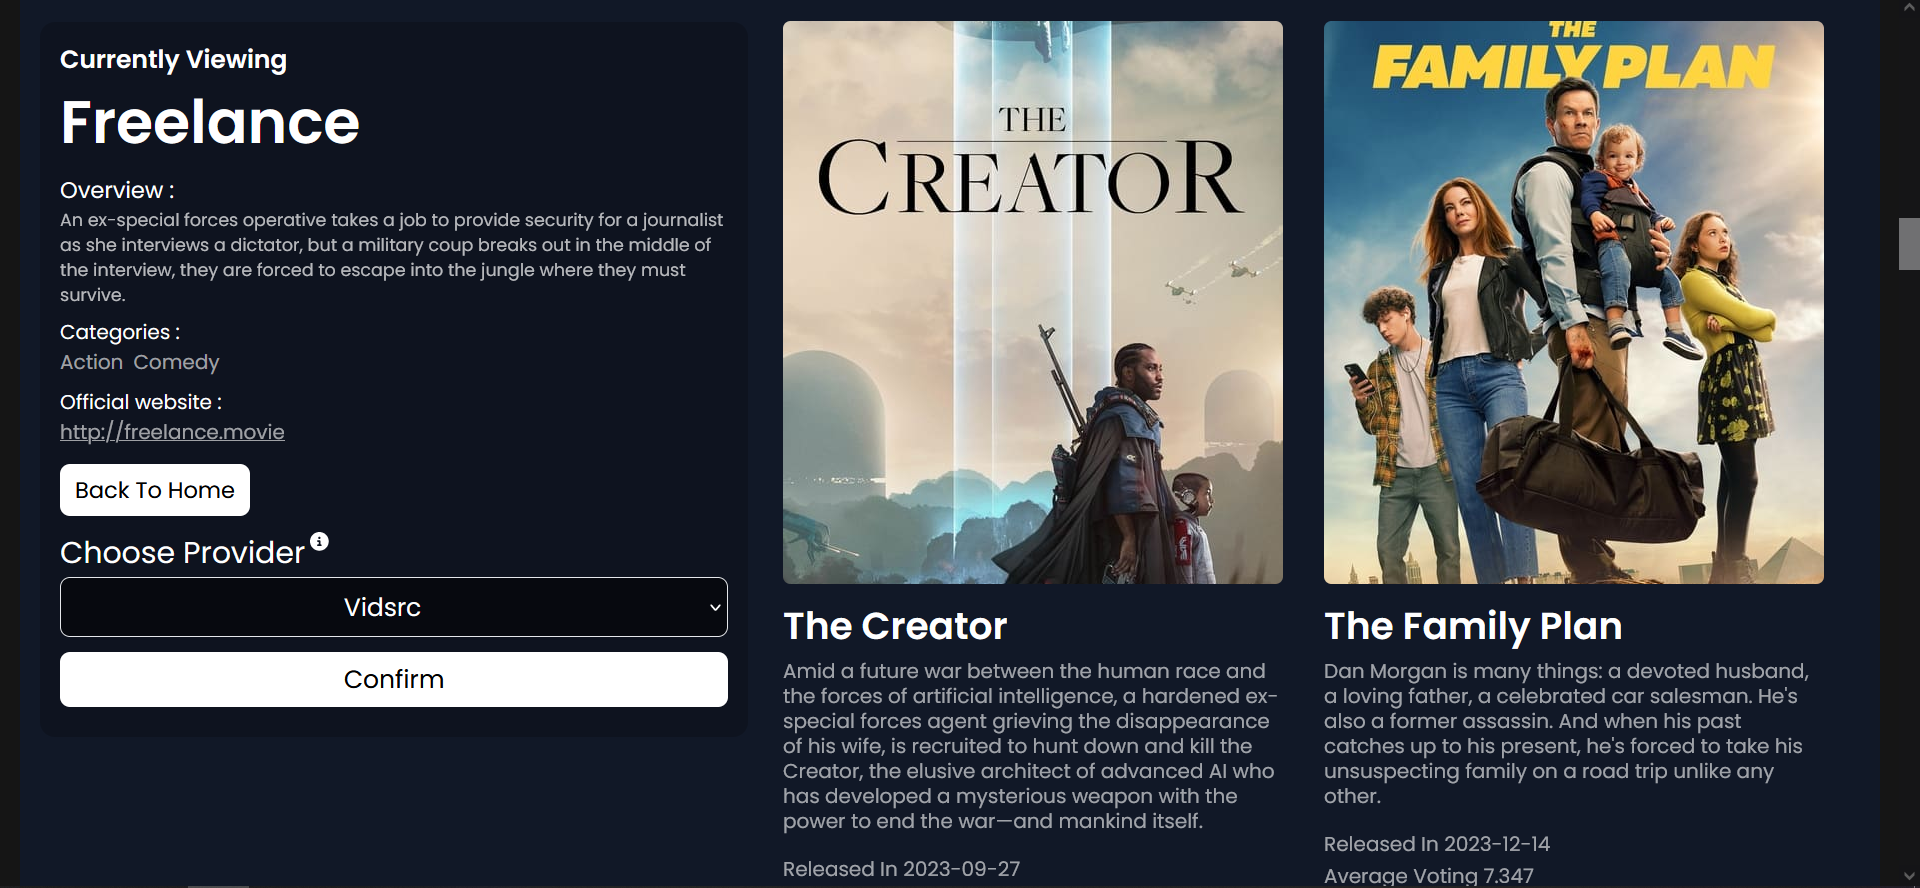 Currently Viewing
Freelance
Overview :
An ex-special forces operative takes a job to provide security for a journalist
as she interviews a dictator, but a military coup breaks out in the middle of
the interview, they are forced to escape into the jungle where they must
survive.
Categories :
Action Comedy
Official website :
http://freelance.movie
Back To Home
Choose Provider
Vidsrc
Confirm
THE
CREATOR
The Creator
Amid a future war between the human race and
the forces of artificial intelligence, a hardened ex-
special forces agent grieving the disappearance
of his wife, is recruited to hunt down and kill the
Creator, the elusive architect of advanced AI who
has developed a mysterious weapon with the
power to end the war—and mankind itself.
Released In 2023-09-27
THE
FAMILY PLAN
The Family Plan
Dan Morgan is many things: a devoted husband,
a loving father, a celebrated car salesman. He's
also a former assassin. And when his past
catches up to his present, he's forced to take his
unsuspecting family on a road trip unlike any
other.
Released In 2023-12-14
Average Voting 7.347